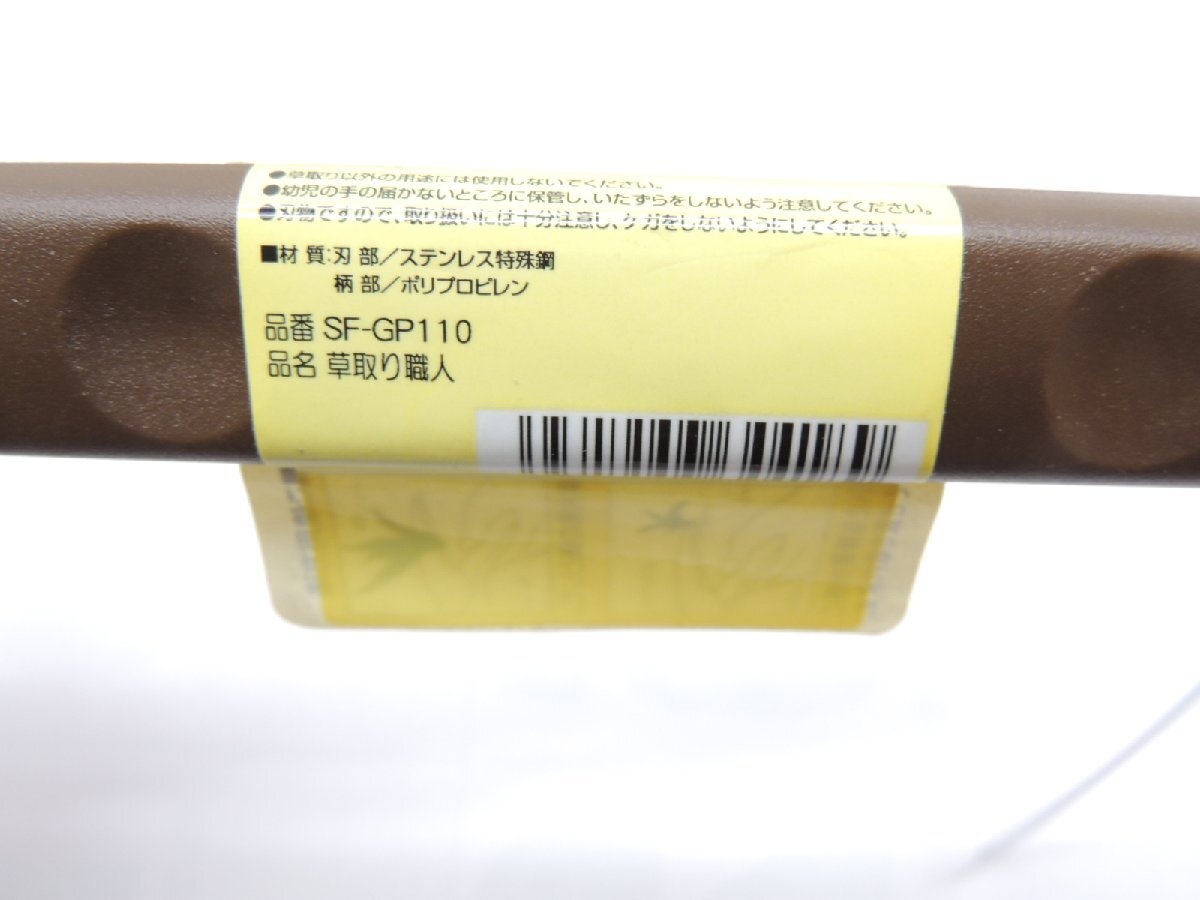 ●草取り以外の用途には使用しないでください。
●幼児の手の届かないところに保管し、いたずらをしないよう注意してください。
●刃物ですので、取り扱いには十分注意し、ケガをしないようにしてください。
■材 質:刃 部/ステンレス特殊鋼
柄 部/ポリプロピレン
品番 SF-GP110
品名 草取り職人